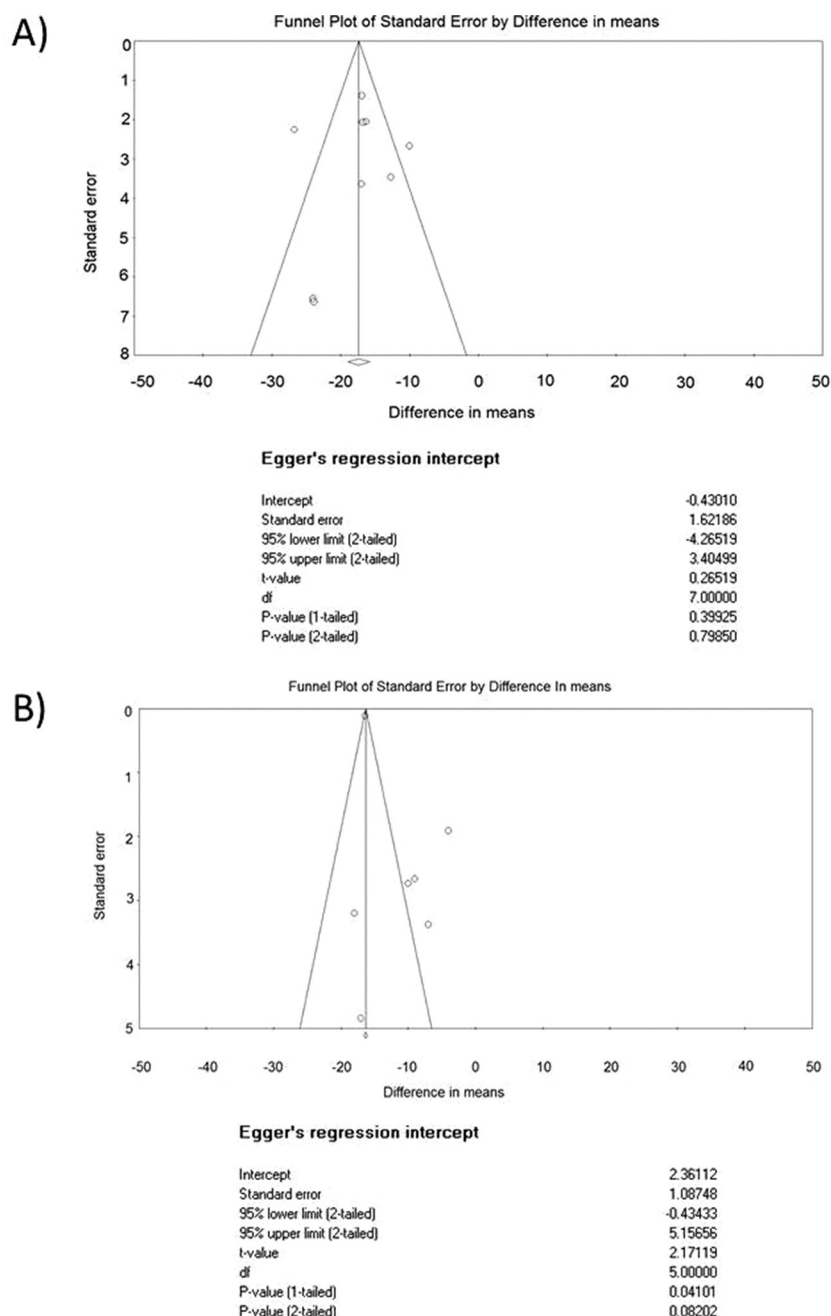 A)
Funnel Plot of Standard Error by Difference in means
0
1
2
3
4
5
6
7
8
Standard error
-50 -40 -30 -20 -10 0 10 20 30 40 50
Difference in means
Egger's regression intercept
Intercept -0.43010
Standard error 1.62186
95% lower limit (2-tailed) -4.26519
95% upper limit (2-tailed) 3.40499
t-value 0.26519
df 7.00000
P-value (1-tailed) 0.39925
P-value (2-tailed) 0.79850
B)
Funnel Plot of Standard Error by Difference In means
0
1
2
3
4
5
Standard error
-50 -40 -30 -20 -10 0 10 20 30 40 50
Difference in means
Egger's regression intercept
Intercept 2.36112
Standard error 1.08748
95% lower limit (2-tailed) -0.43433
95% upper limit (2-tailed) 5.15656
t-value 2.17119
df 5.00000
P-value (1-tailed) 0.04101
P-value (2-tailed) 0.08202